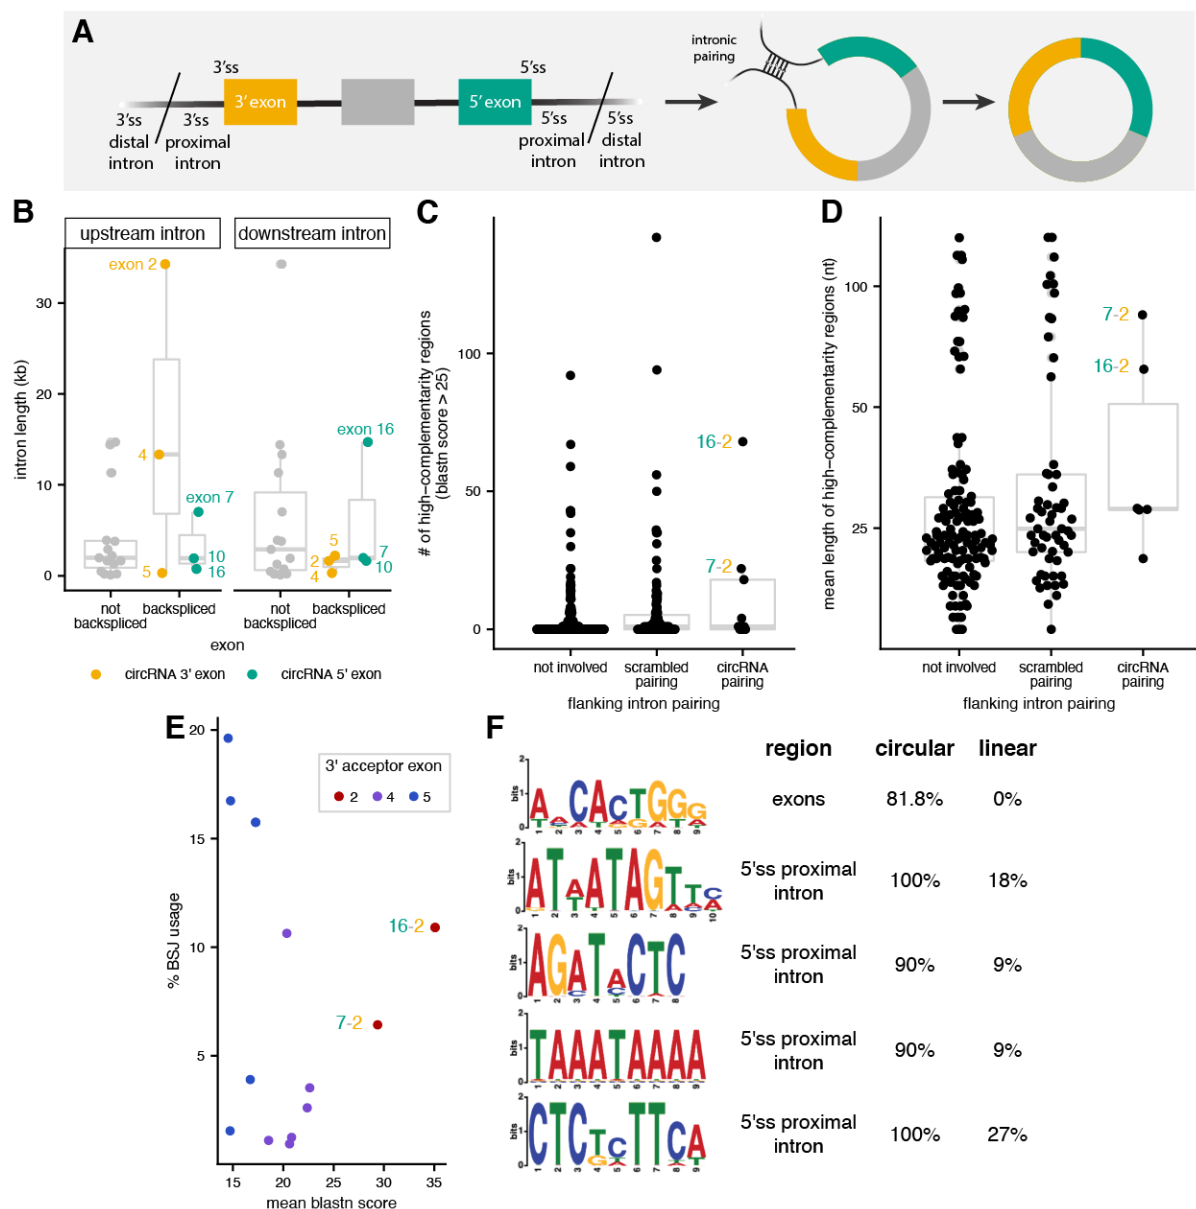 A
3'ss
5'ss
3' exon
5' exon
3'ss
distal
intron
3'ss
proximal
intron
5'ss
proximal
intron
5'ss
distal
intron
intronic
pairing
B
upstream intron
downstream intron
intron length (kb)
30
20
10
0
exon 2
4
5
exon 7
10
16
5
2
4
exon 16
7
10
not
backspliced
backspliced
not
backspliced
backspliced
exon
circRNA 3' exon
circRNA 5' exon
C
# of high-complementarity regions
(blastn score > 25)
100
50
0
16-2
7-2
not involved
scrambled
pairing
circRNA
pairing
flanking intron pairing
D
mean length of high-complementarity regions (nt)
100
50
25
7-2
16-2
not involved
scrambled
pairing
circRNA
pairing
flanking intron pairing
E
% BSJ usage
20
15
10
5
3' acceptor exon
2
4
5
16-2
7-2
15
20
25
30
35
mean blastn score
F
region
circular
linear
exons
81.8%
0%
5'ss proximal
intron
100%
18%
5'ss proximal
intron
90%
9%
5'ss proximal
intron
90%
9%
5'ss proximal
intron
100%
27%